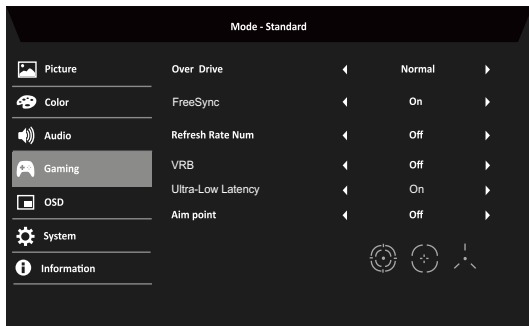 Mode - Standard
Picture
Over Drive Normal
Color
FreeSync On
Audio
Refresh Rate Num Off
Gaming
VRB Off
Ultra-Low Latency On
OSD
Aim point Off
System
Information